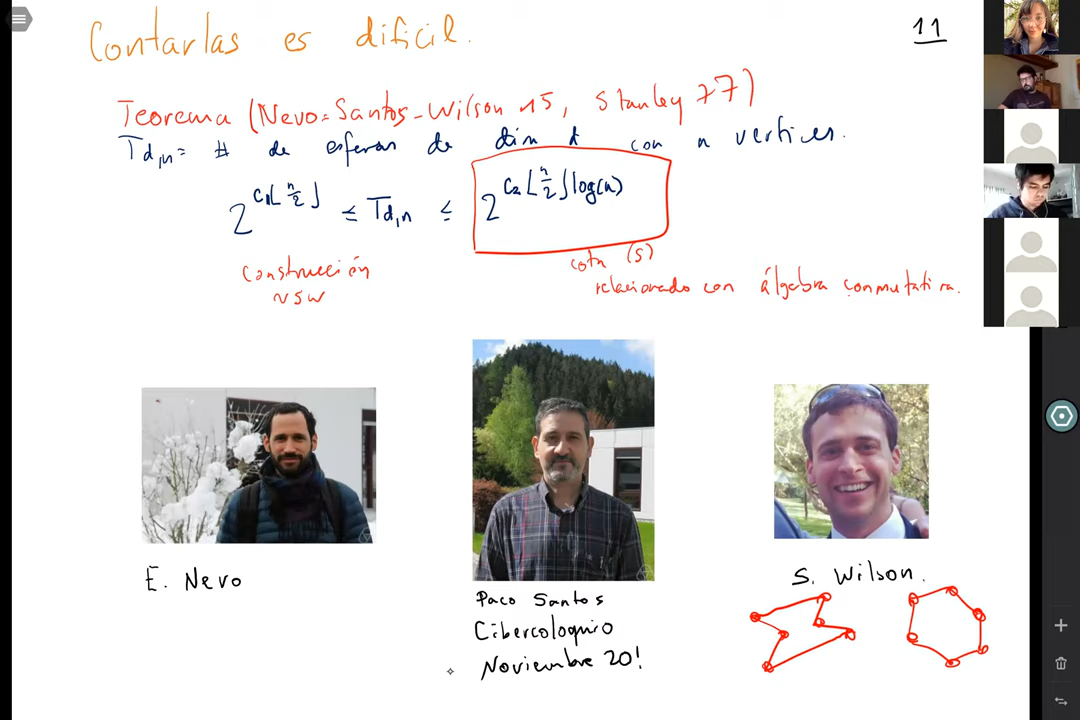 Contarlas es dificil.
11
Teorema (Nevo-Santos-Wilson 15, Stanley 77)
Td,n = # de esferas de dim d con n vertices.
2^{C₁⌊n/2⌋} ≤ Td,n ≤ 2^{C₂⌊n/2⌋log(n)}
construcción
NSW
cota (S)
relacionado con álgebra conmutativa.
E. Nevo
Paco Santos
Cibercoloquio
Noviembre 20!
S. Wilson.